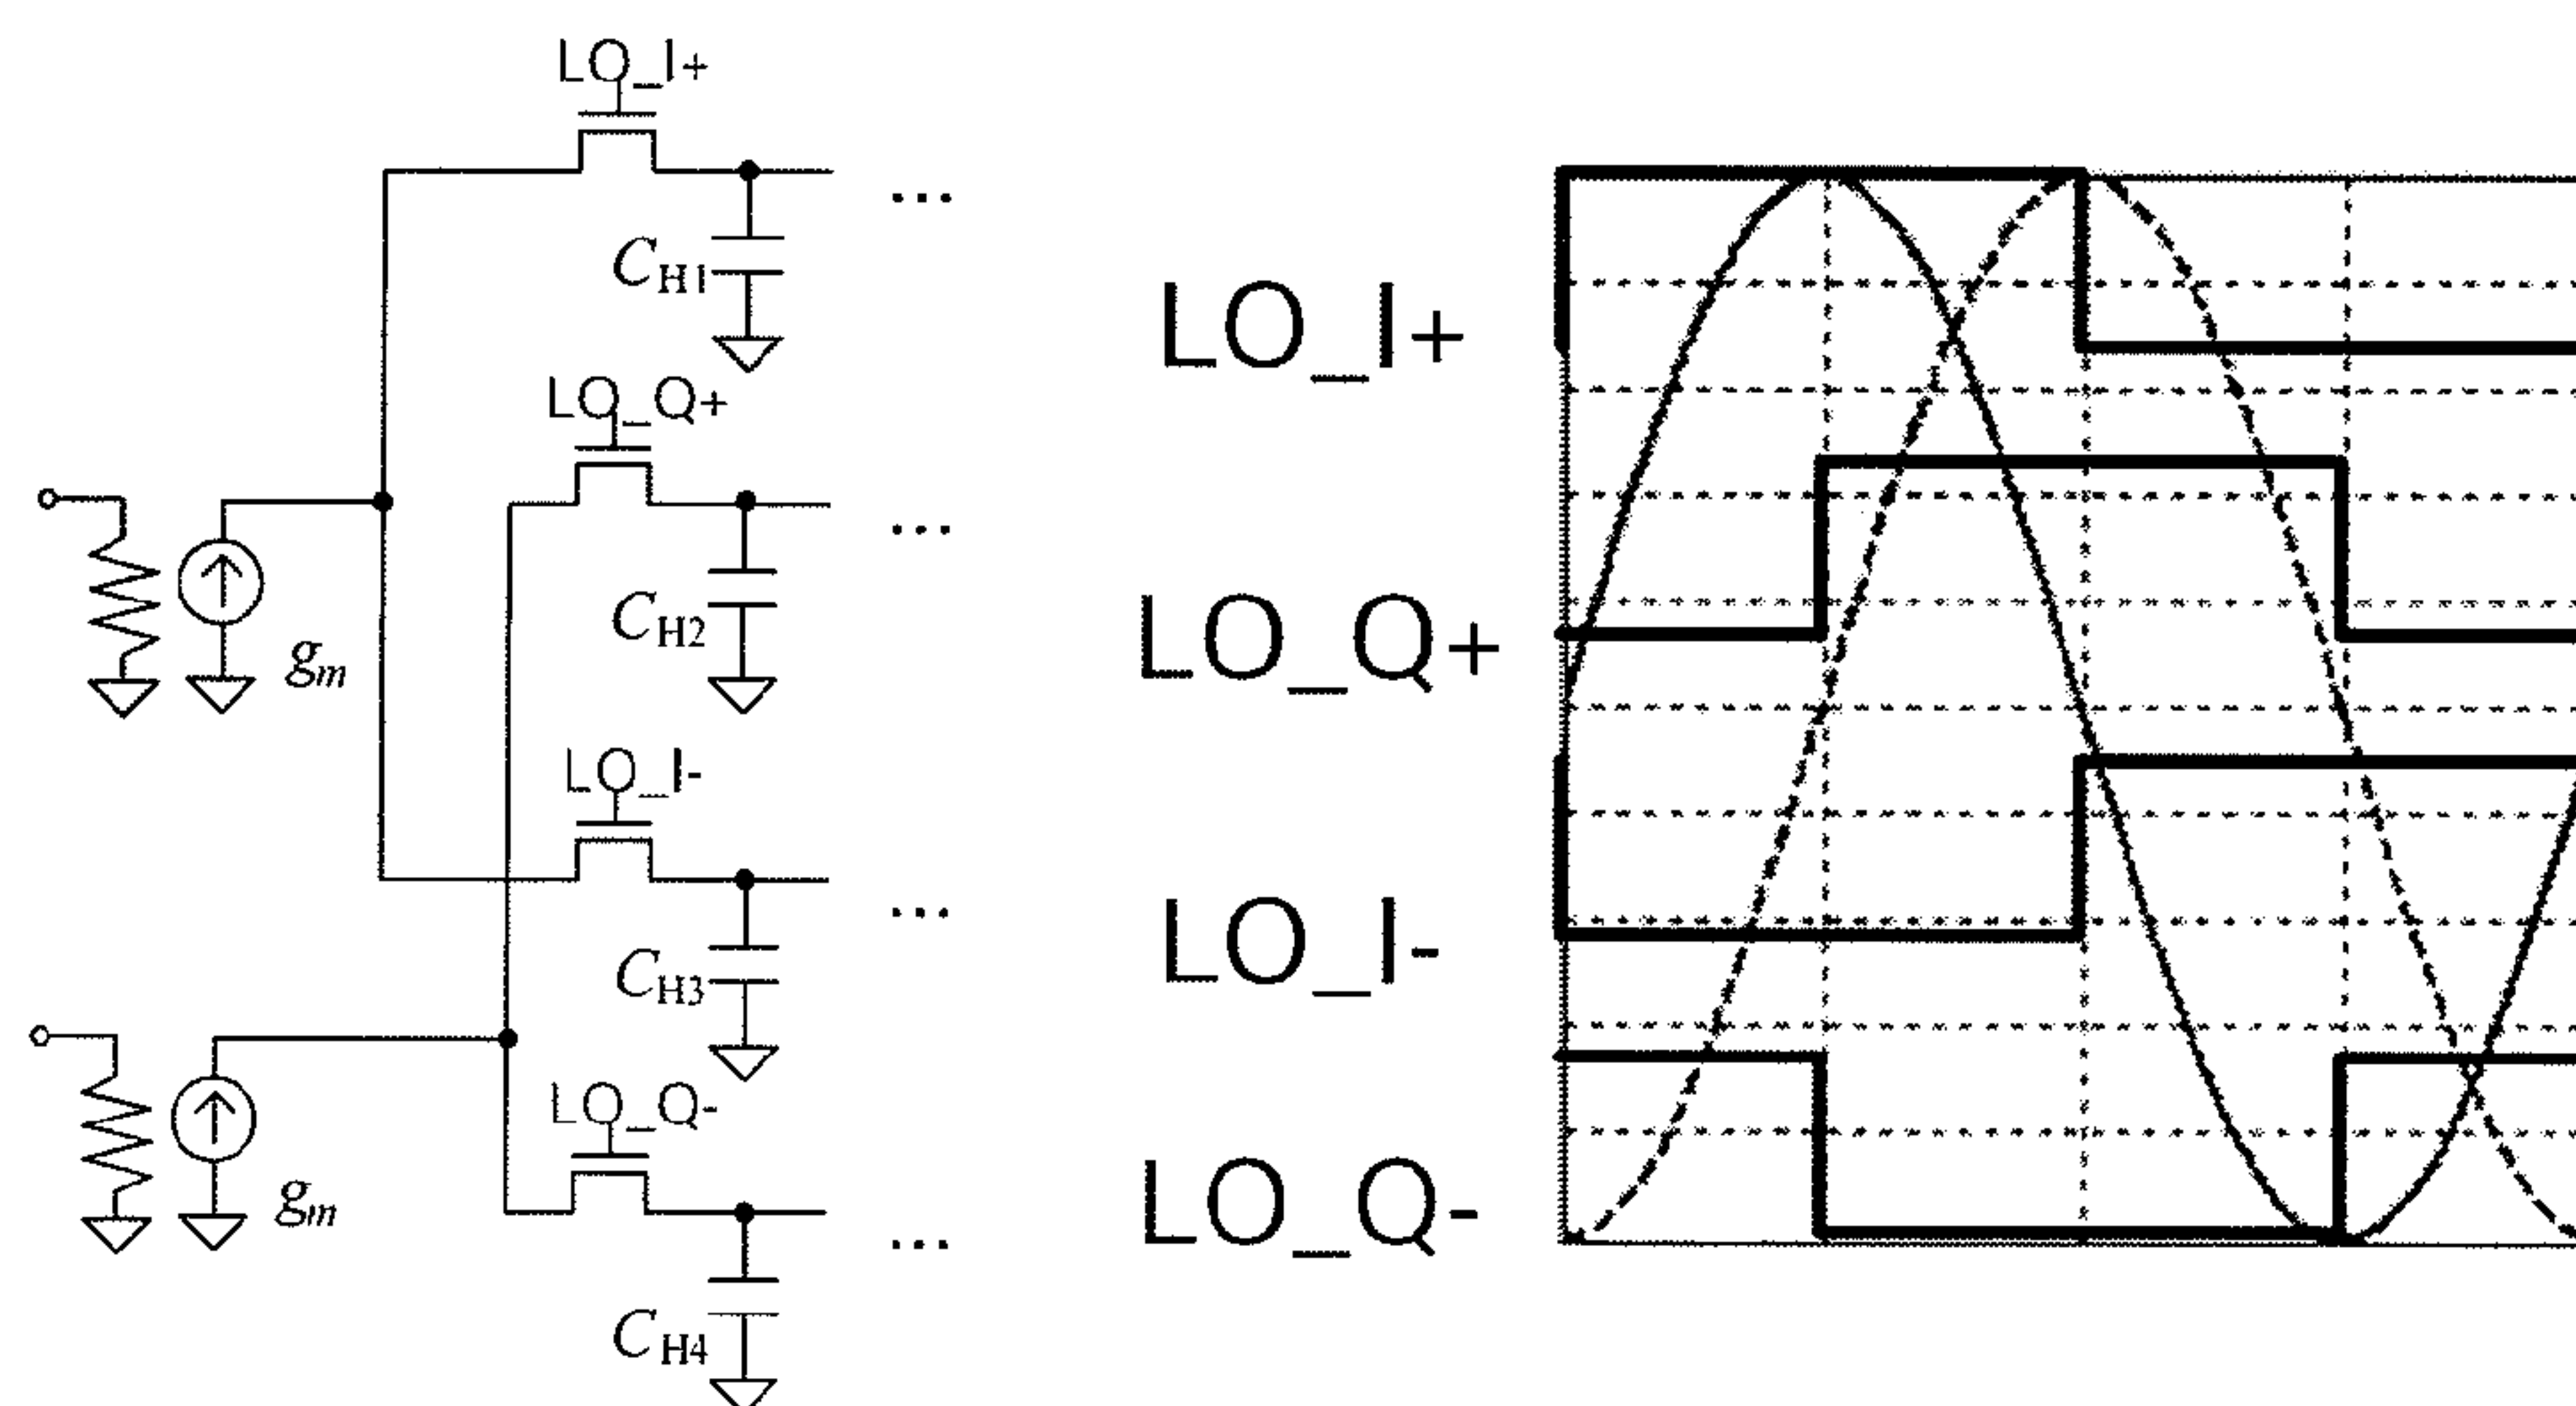 LO_I+
C_H1
...
LO_Q+
C_H2
...
g_m
LO_I-
C_H3
...
LO_Q-
C_H4
...
g_m
LO_I+
LO_Q+
LO_I-
LO_Q-